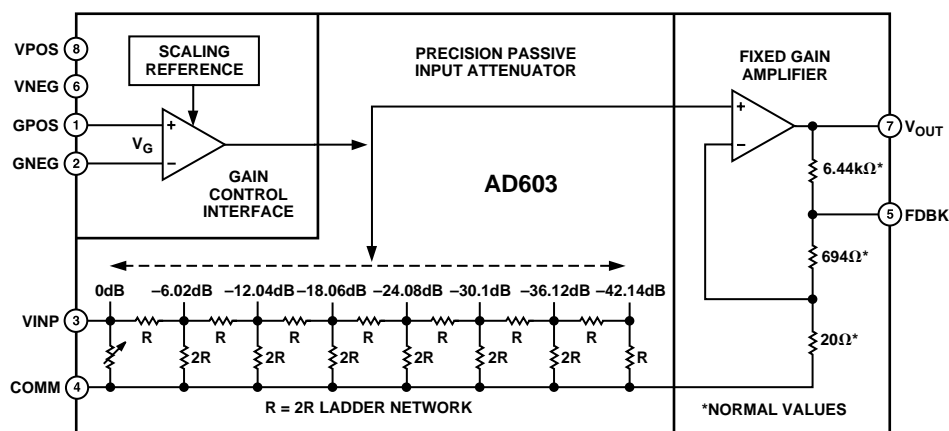 SCALING
REFERENCE
PRECISION PASSIVE
INPUT ATTENUATOR
FIXED GAIN
AMPLIFIER
VPOS 8
VNEG 6
GPOS 1
GNEG 2
VG
+
−
GAIN
CONTROL
INTERFACE
AD603
+
−
7 VOUT
6.44kΩ*
5 FDBK
694Ω*
20Ω*
0dB −6.02dB −12.04dB −18.06dB −24.08dB −30.1dB −36.12dB −42.14dB
VINP 3
R R R R R R R
2R 2R 2R 2R 2R 2R R
COMM 4
R = 2R LADDER NETWORK
*NORMAL VALUES